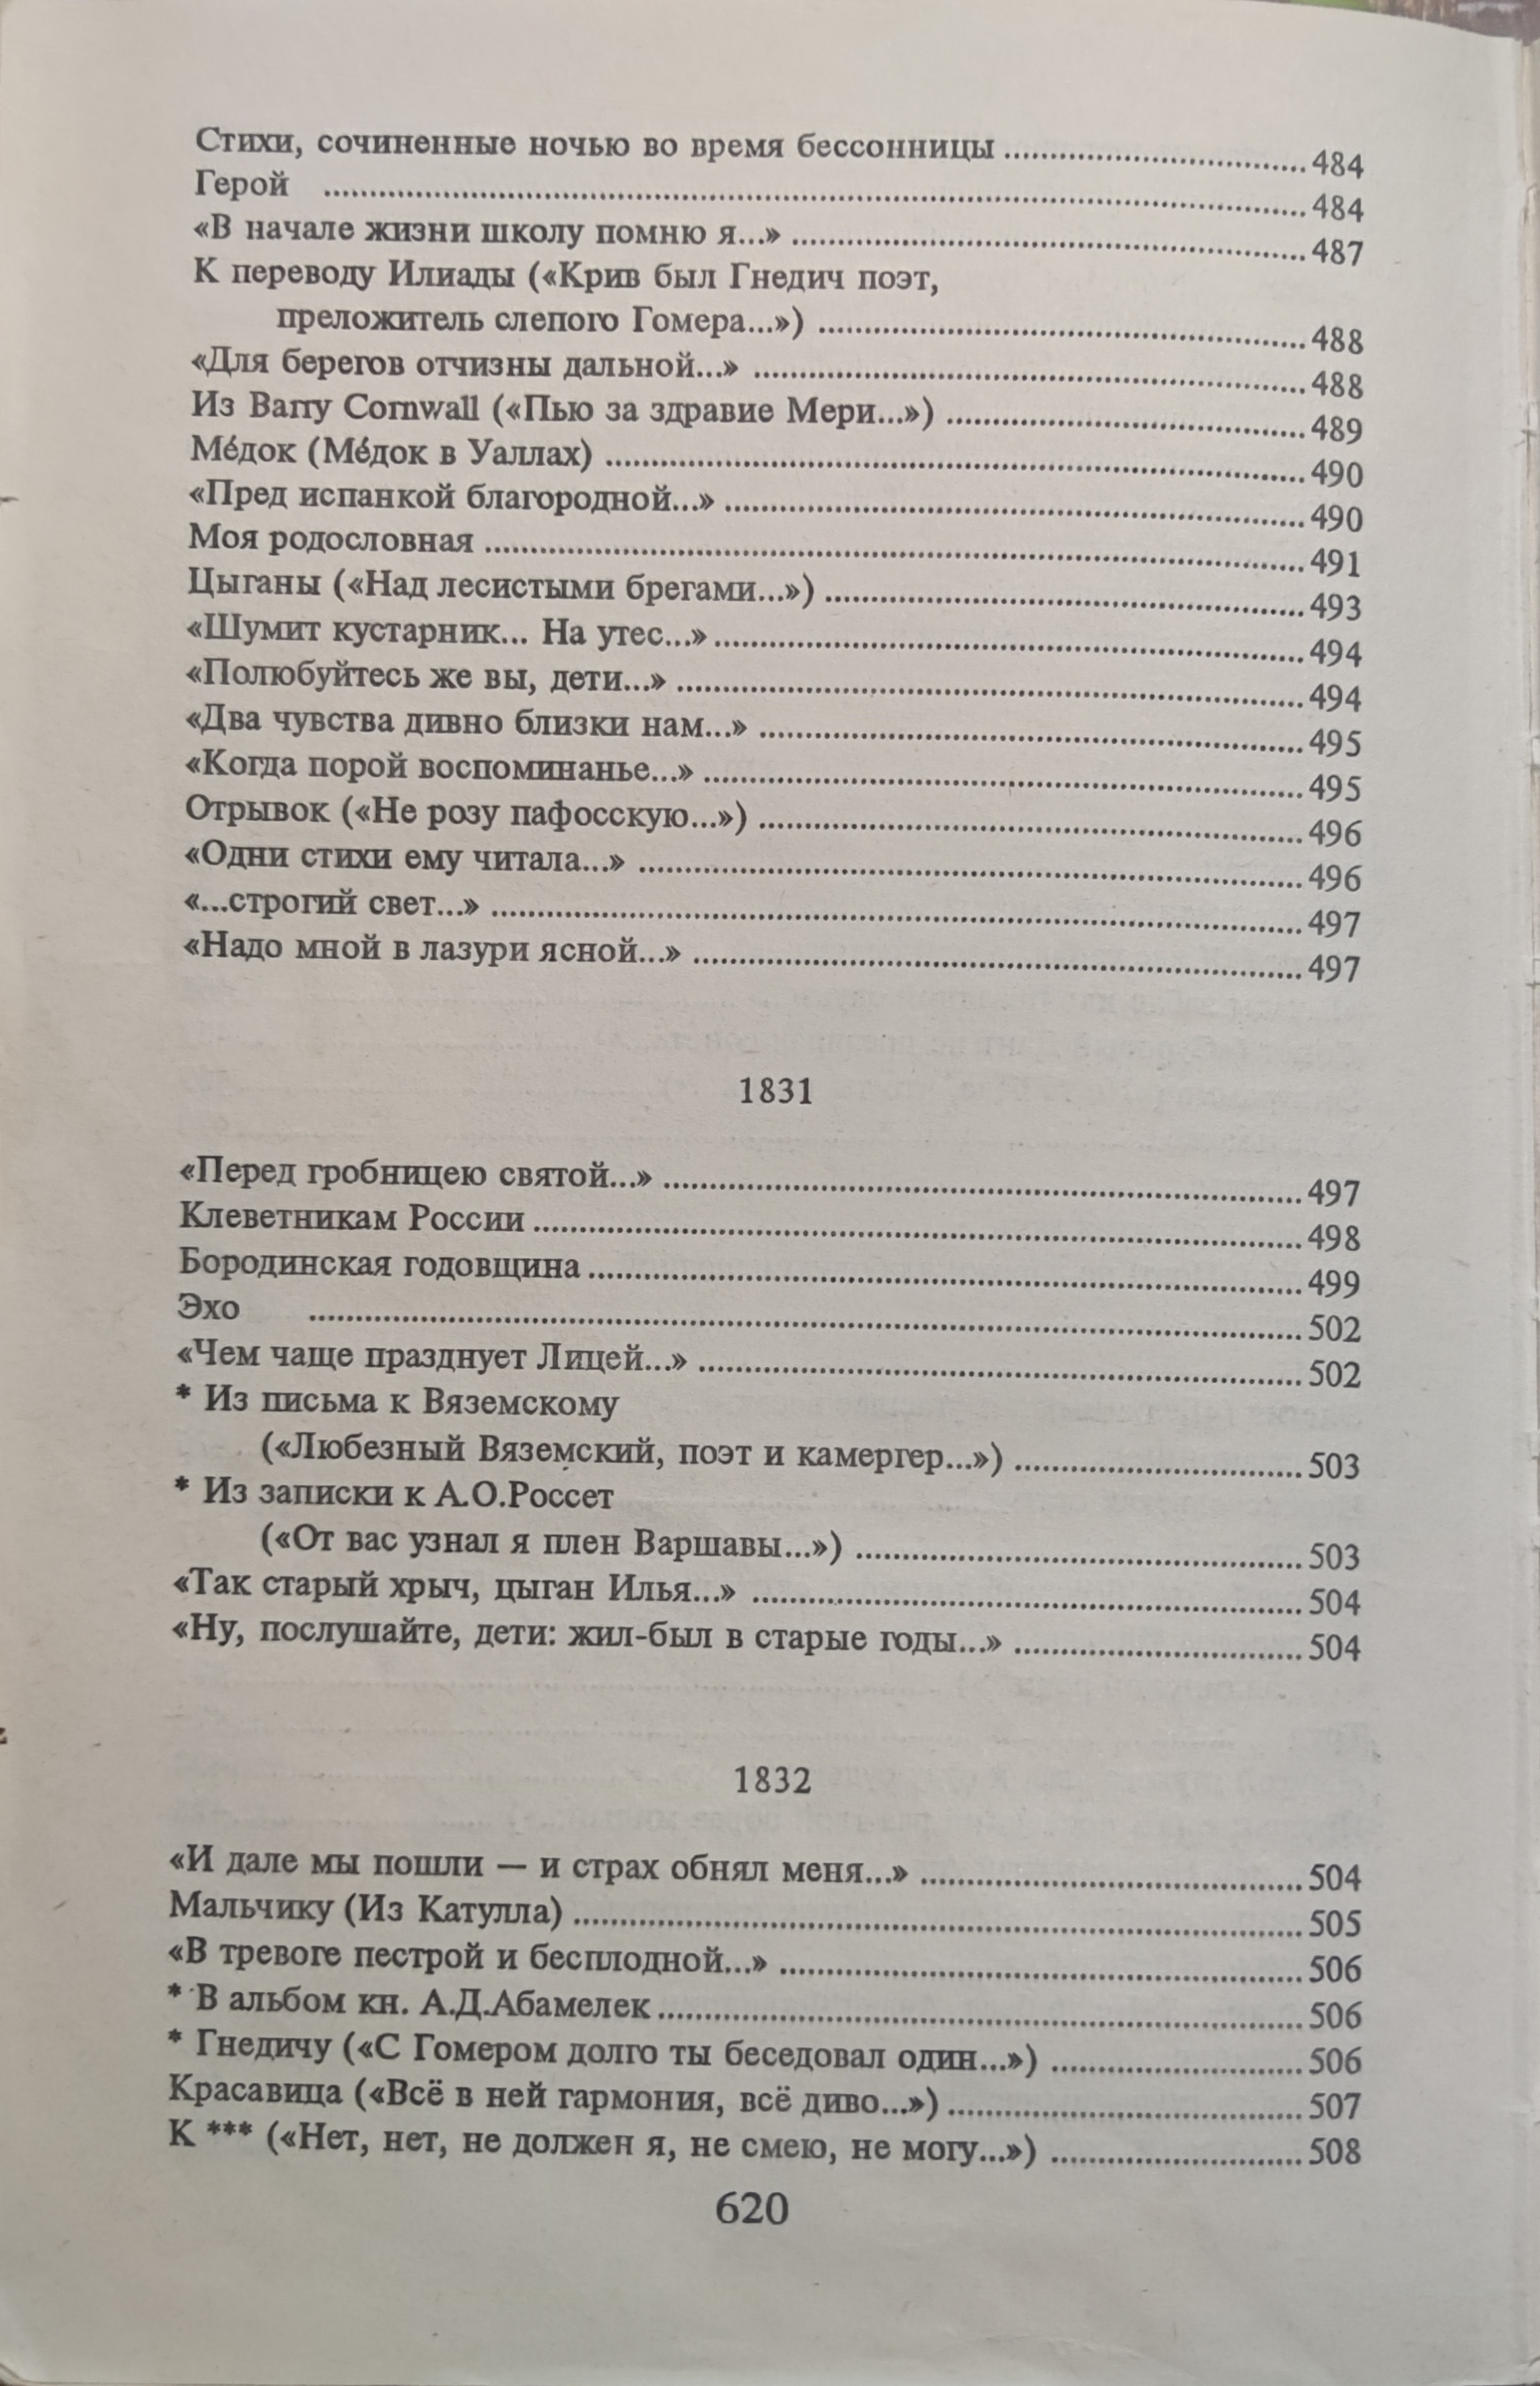 Стихи, сочиненные ночью во время бессонницы ........ 484
Герой ........ 484
«В начале жизни школу помню я...» ........ 487
К переводу Илиады («Крив был Гнедич поэт,
преложитель слепого Гомера...») ........ 488
«Для берегов отчизны дальной...» ........ 488
Из Barry Cornwall («Пью за здравие Мери...») ........ 489
Ме́док (Ме́док в Уаллах) ........ 490
«Пред испанкой благородной...» ........ 490
Моя родословная ........ 491
Цыганы («Над лесистыми брегами...») ........ 493
«Шумит кустарник... На утес...» ........ 494
«Полюбуйтесь же вы, дети...» ........ 494
«Два чувства дивно близки нам...» ........ 495
«Когда порой воспоминанье...» ........ 495
Отрывок («Не розу пафосскую...») ........ 496
«Одни стихи ему читала...» ........ 496
«...строгий свет...» ........ 497
«Надо мной в лазури ясной...» ........ 497
1831
«Перед гробницею святой...» ........ 497
Клеветникам России ........ 498
Бородинская годовщина ........ 499
Эхо ........ 502
«Чем чаще празднует Лицей...» ........ 502
* Из письма к Вяземскому
(«Любезный Вяземский, поэт и камергер...») ........ 503
* Из записки к А.О.Россет
(«От вас узнал я плен Варшавы...») ........ 503
«Так старый хрыч, цыган Илья...» ........ 504
«Ну, послушайте, дети: жил-был в старые годы...» ........ 504
1832
«И дале мы пошли — и страх обнял меня...» ........ 504
Мальчику (Из Катулла) ........ 505
«В тревоге пестрой и бесплодной...» ........ 506
* В альбом кн. А.Д.Абамелек ........ 506
* Гнедичу («С Гомером долго ты беседовал один...») ........ 506
Красавица («Всё в ней гармония, всё диво...») ........ 507
К *** («Нет, нет, не должен я, не смею, не могу...») ........ 508
620